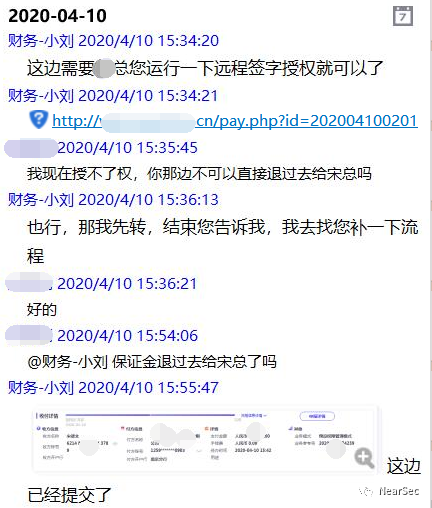 2020-04-10
7
财务-小刘 2020/4/10 15:34:20
这边需要 总您运行一下远程签字授权就可以了
财务-小刘 2020/4/10 15:34:21
http:// cn/pay.php?id=202004100201
2020/4/10 15:35:45
我现在授不了权，你那边不可以直接退过去给宋总吗
财务-小刘 2020/4/10 15:36:13
也行，那我先转，结束您告诉我，我去找您补一下流
程
2020/4/10 15:36:21
好的
2020/4/10 15:54:06
@财务-小刘 保证金退过去给宋总了吗
财务-小刘 2020/4/10 15:55:47
这边
已经提交了
NearSec